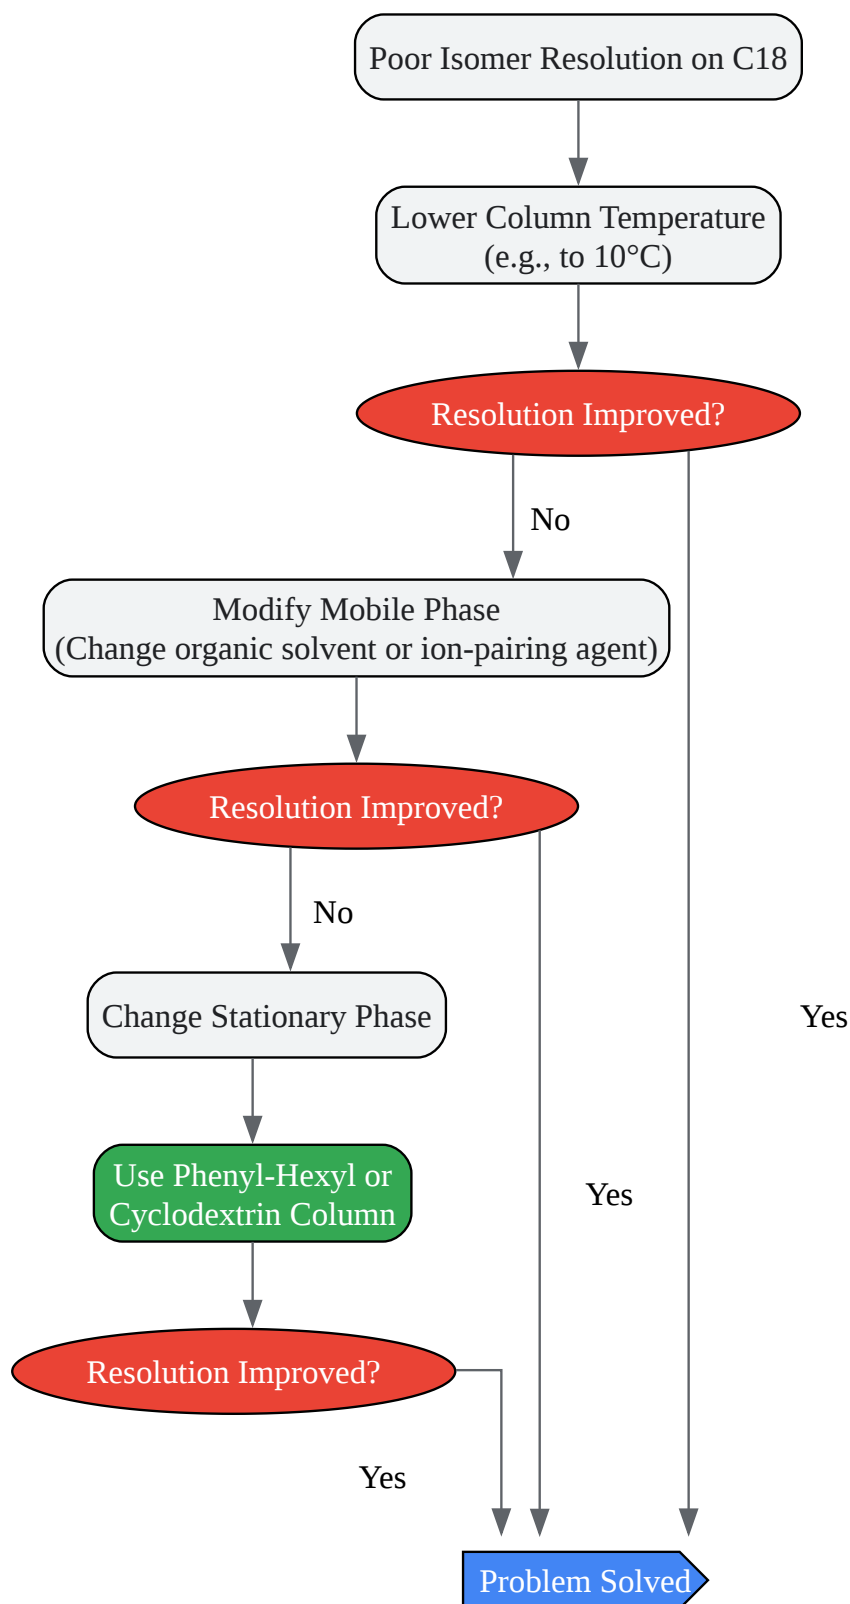 Poor Isomer Resolution on C18
Lower Column Temperature
(e.g., to 10°C)
Resolution Improved?
No
Modify Mobile Phase
(Change organic solvent or ion-pairing agent)
Resolution Improved?
No
Change Stationary Phase
Yes
Use Phenyl-Hexyl or
Cyclodextrin Column
Yes
Resolution Improved?
Yes
Problem Solved